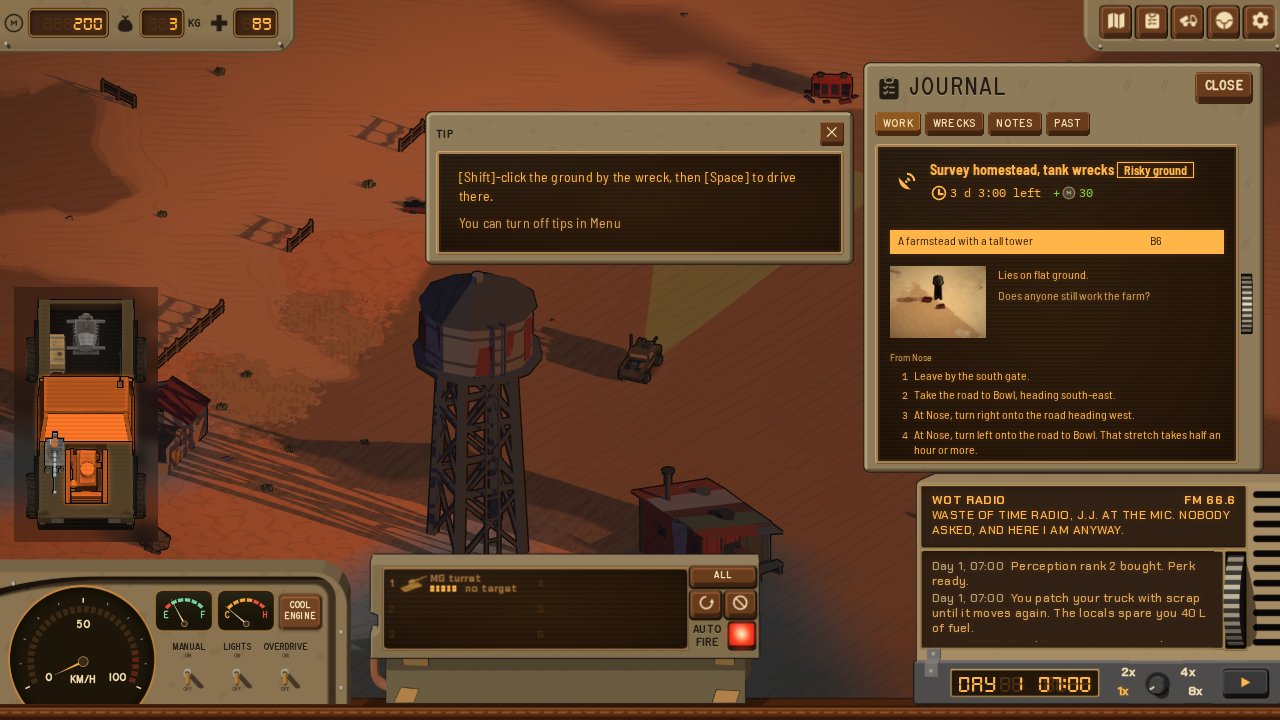 M 200 3 KG 89
JOURNAL
CLOSE
WORK WRECKS NOTES PAST
TIP
[Shift]-click the ground by the wreck, then [Space] to drive
there.
You can turn off tips in Menu
Survey homestead, tank wrecks Risky ground
3 d 3:00 left + M 30
A farmstead with a tall tower B6
Lies on flat ground.
Does anyone still work the farm?
From Nose
1 Leave by the south gate.
2 Take the road to Bowl, heading south-east.
3 At Nose, turn right onto the road heading west.
4 At Nose, turn left onto the road to Bowl. That stretch takes half an
hour or more.
WOT RADIO FM 66.6
WASTE OF TIME RADIO, J.J. AT THE MIC. NOBODY
ASKED, AND HERE I AM ANYWAY.
Day 1, 07:00 Perception rank 2 bought. Perk
ready.
Day 1, 07:00 You patch your truck with scrap
until it moves again. The locals spare you 40 L
of fuel.
DAY 1 07:00
2x 4x
1x 8x
0 50 100
KM/H
E F
C H
COOL
ENGINE
MANUAL LIGHTS OVERDRIVE
ON ON ON
OFF OFF OFF
1 MG turret 4
no target
2 5
3 6
ALL
AUTO
FIRE